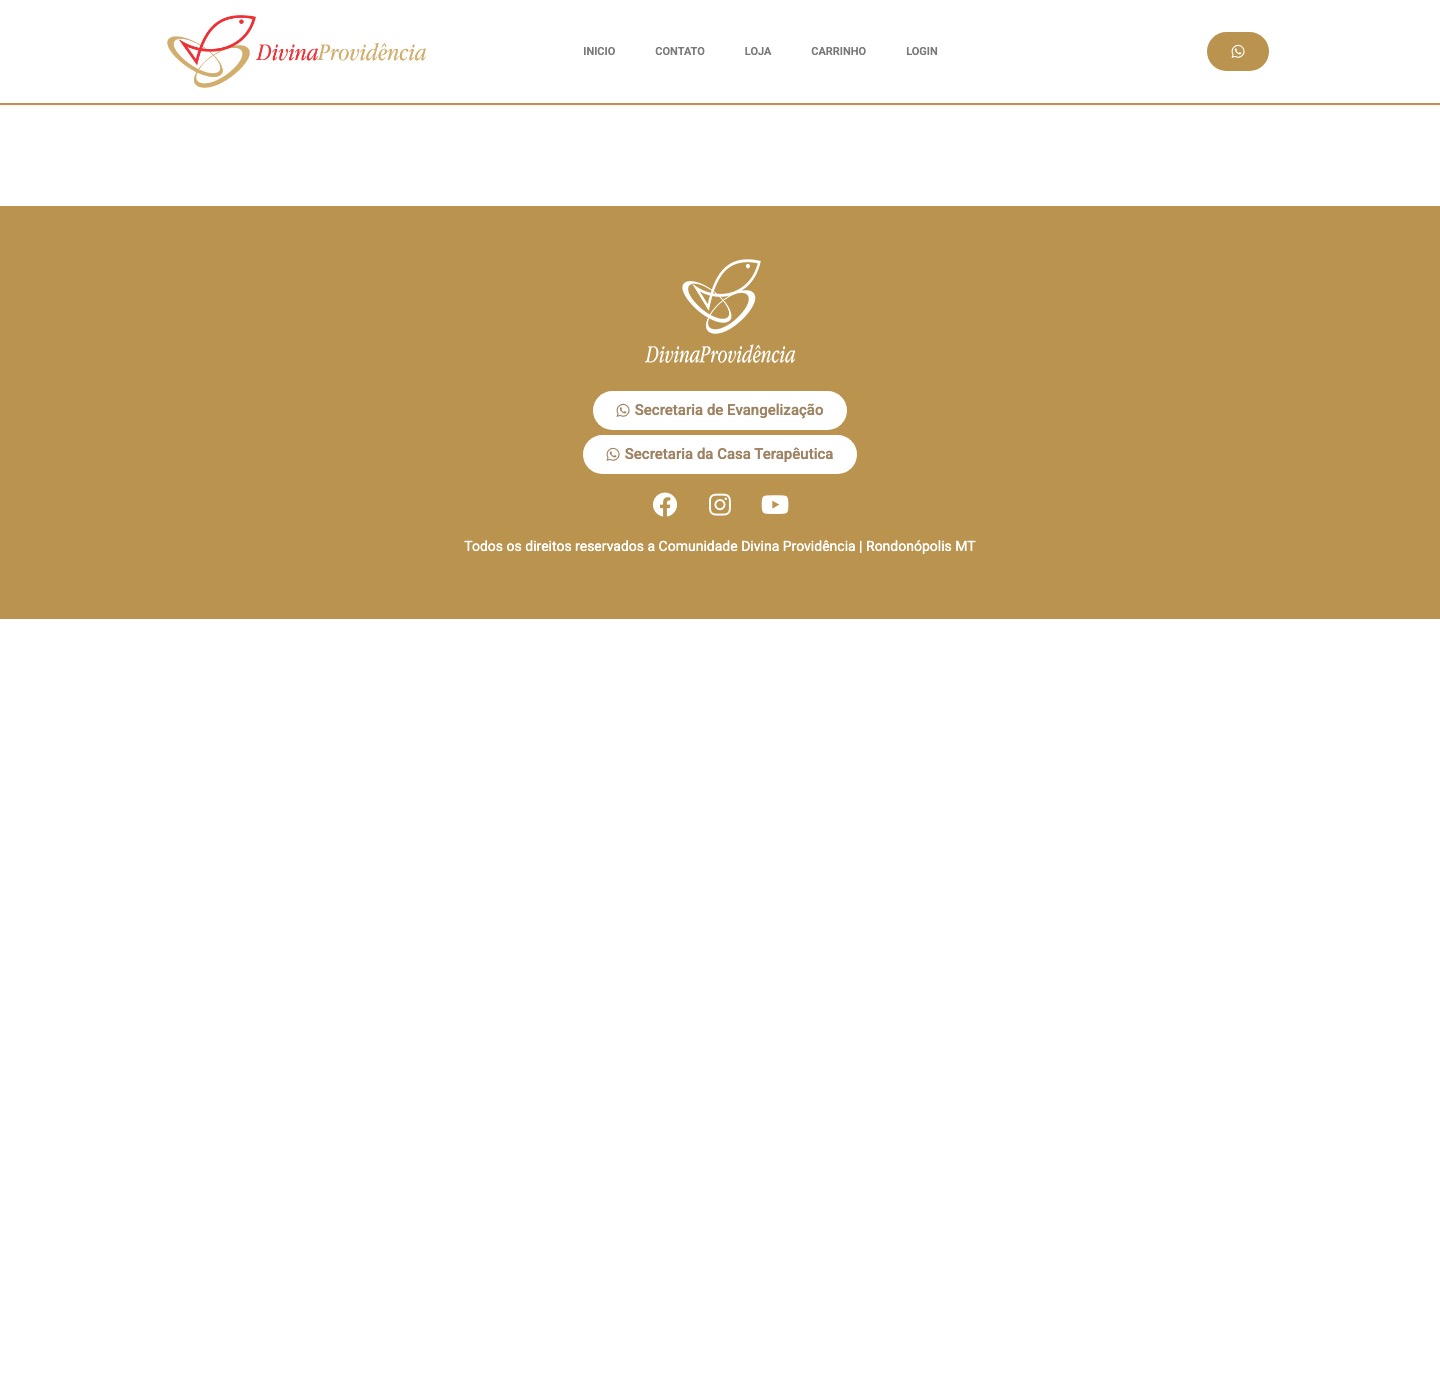 DivinaProvidência
INICIO
CONTATO
LOJA
CARRINHO
LOGIN
DivinaProvidência
Secretaria de Evangelização
Secretaria da Casa Terapêutica
Todos os direitos reservados a Comunidade Divina Providência | Rondonópolis MT